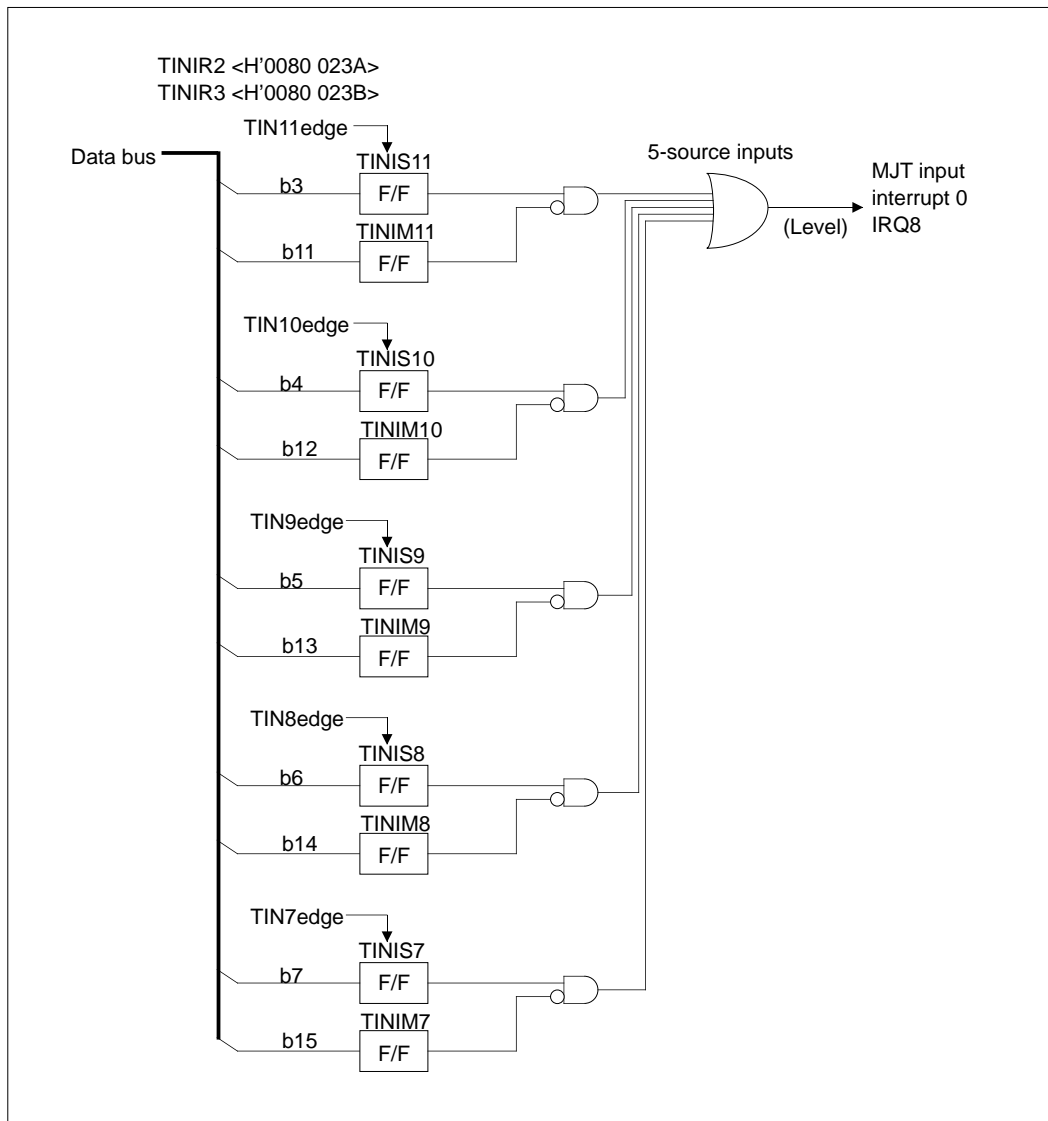 TINIR2 <H'0080 023A>
TINIR3 <H'0080 023B>
TIN11edge
Data bus
TINIS11
5-source inputs
MJT input
interrupt 0
IRQ8
b3
F/F
(Level)
TINIM11
b11
F/F
TIN10edge
TINIS10
b4
F/F
TINIM10
b12
F/F
TIN9edge
TINIS9
b5
F/F
TINIM9
b13
F/F
TIN8edge
TINIS8
b6
F/F
TINIM8
b14
F/F
TIN7edge
TINIS7
b7
F/F
TINIM7
b15
F/F